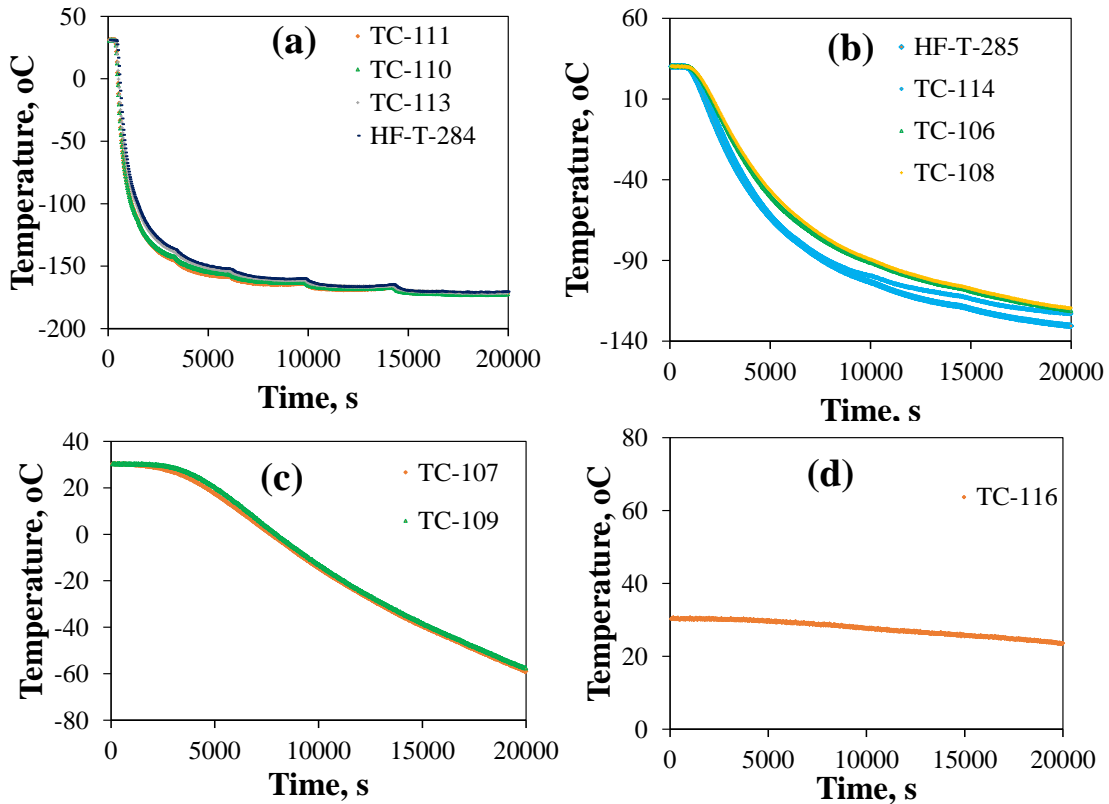 (a)
TC-111
TC-110
TC-113
HF-T-284
Temperature, oC
50
0
-50
-100
-150
-200
0 5000 10000 15000 20000
Time, s
(b)
HF-T-285
TC-114
TC-106
TC-108
Temperature, oC
60
10
-40
-90
-140
0 5000 10000 15000 20000
Time, s
(c)
TC-107
TC-109
Temperature, oC
40
20
0
-20
-40
-60
-80
0 5000 10000 15000 20000
Time, s
(d)
TC-116
Temperature, oC
80
60
40
20
0
0 5000 10000 15000 20000
Time, s